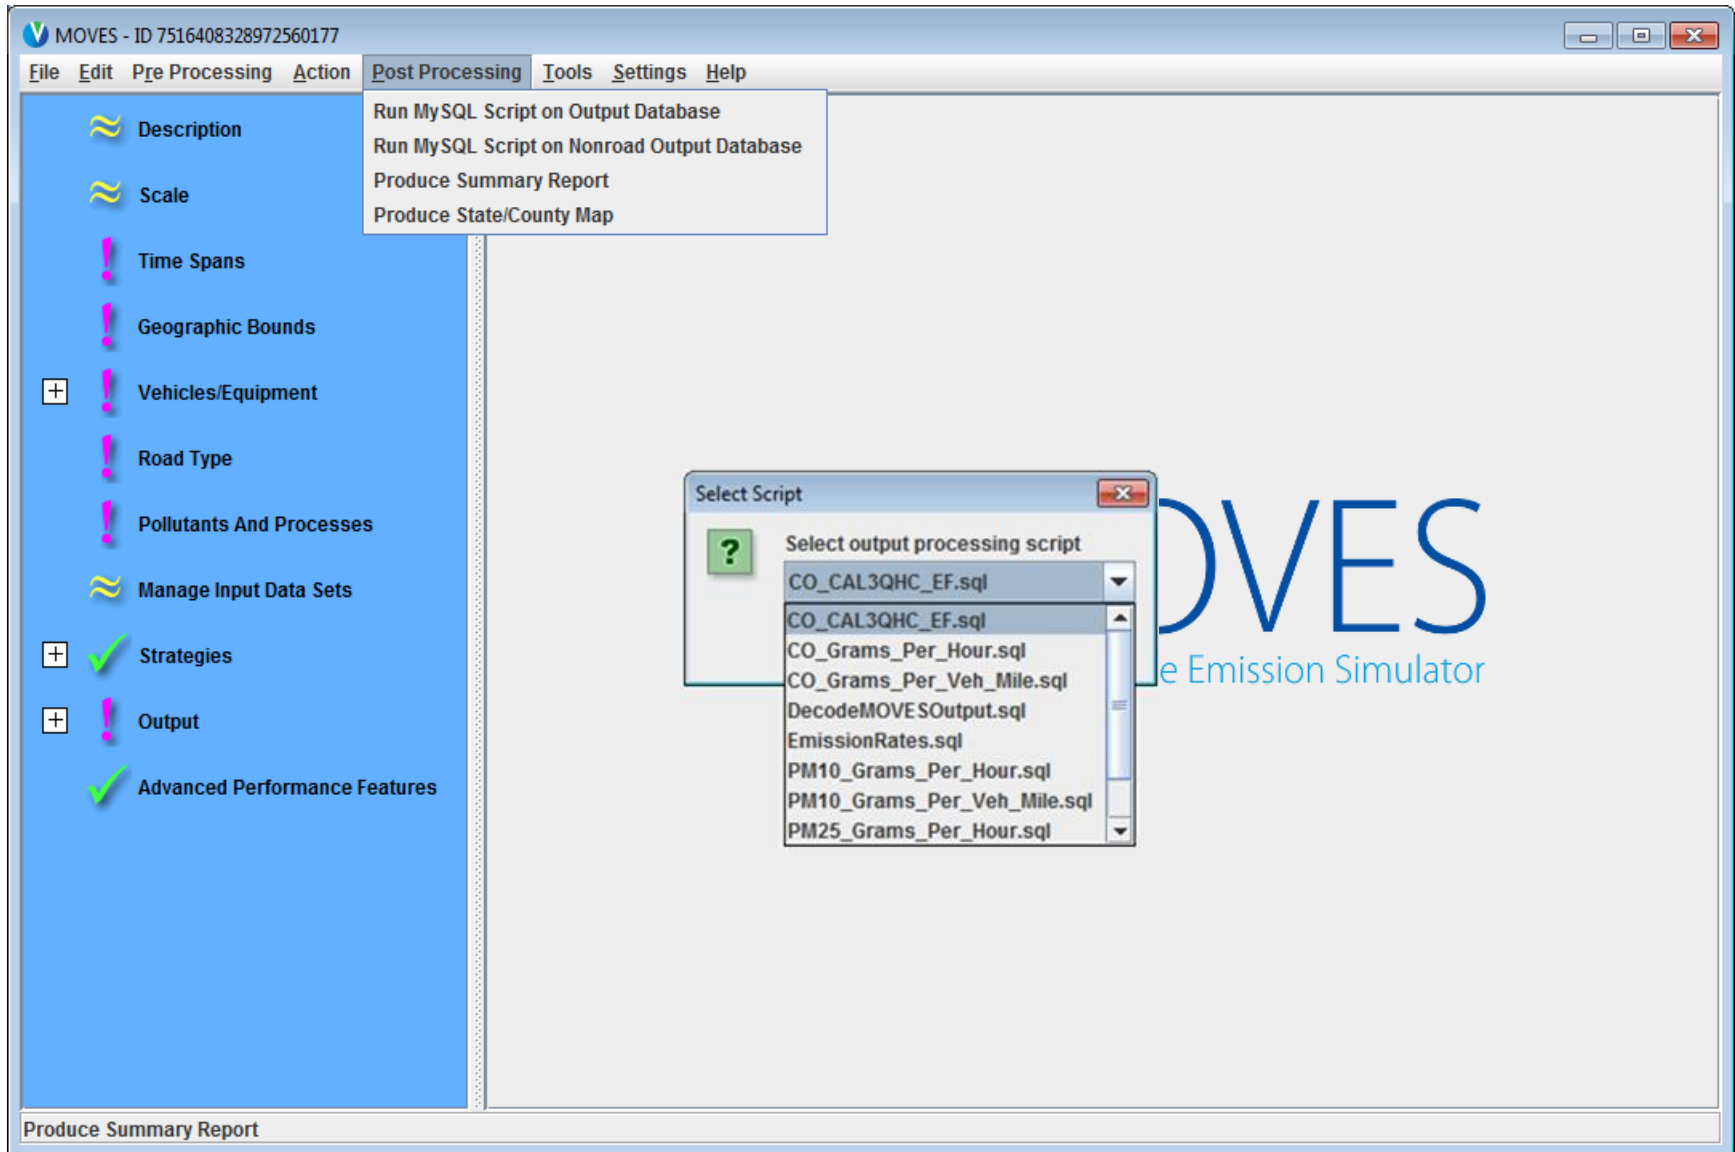 MOVES - ID 7516408328972560177
File Edit Pre Processing Action Post Processing Tools Settings Help
Run MySQL Script on Output Database
Run MySQL Script on Nonroad Output Database
Produce Summary Report
Produce State/County Map
Description
Scale
Time Spans
Geographic Bounds
Vehicles/Equipment
Road Type
Pollutants And Processes
Manage Input Data Sets
Strategies
Output
Advanced Performance Features
Select Script
?
Select output processing script
CO_CAL3QHC_EF.sql
CO_CAL3QHC_EF.sql
CO_Grams_Per_Hour.sql
CO_Grams_Per_Veh_Mile.sql
DecodeMOVESOutput.sql
EmissionRates.sql
PM10_Grams_Per_Hour.sql
PM10_Grams_Per_Veh_Mile.sql
PM25_Grams_Per_Hour.sql
OVES
e Emission Simulator
Produce Summary Report